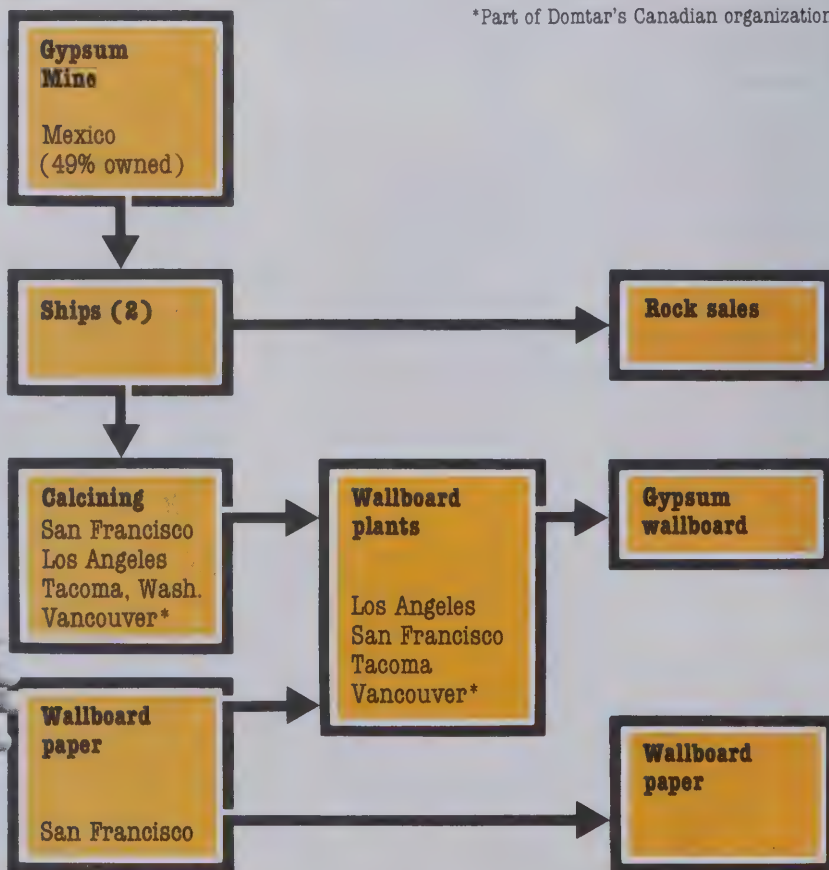 *Part of Domtar's Canadian organization
Gypsum
Mine
Mexico
(49% owned)
Ships (2)
Rock sales
Calcining
San Francisco
Los Angeles
Tacoma, Wash.
Vancouver*
Wallboard
plants
Los Angeles
San Francisco
Tacoma
Vancouver*
Gypsum
wallboard
Wallboard
paper
San Francisco
Wallboard
paper